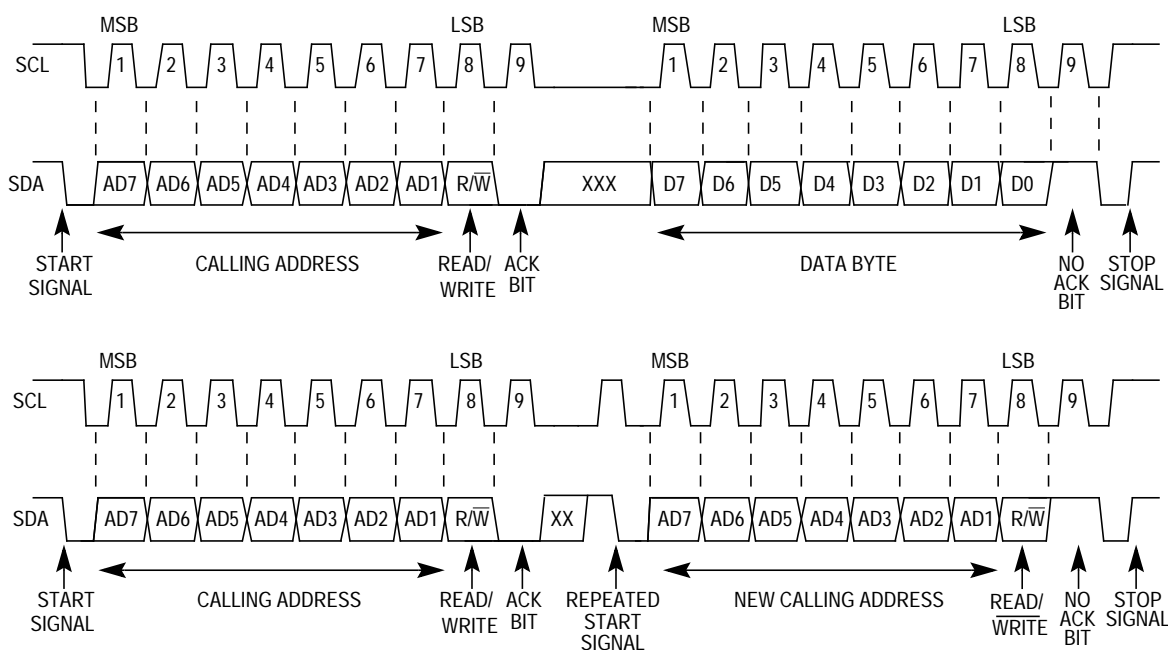 MSB LSB MSB LSB
SCL 1 2 3 4 5 6 7 8 9 1 2 3 4 5 6 7 8 9
SDA AD7 AD6 AD5 AD4 AD3 AD2 AD1 R/W̅ XXX D7 D6 D5 D4 D3 D2 D1 D0
START SIGNAL
CALLING ADDRESS
READ/ WRITE
ACK BIT
DATA BYTE
NO ACK BIT
STOP SIGNAL
MSB LSB MSB LSB
SCL 1 2 3 4 5 6 7 8 9 1 2 3 4 5 6 7 8 9
SDA AD7 AD6 AD5 AD4 AD3 AD2 AD1 R/W̅ XX AD7 AD6 AD5 AD4 AD3 AD2 AD1 R/W̅
START SIGNAL
CALLING ADDRESS
READ/ WRITE
ACK BIT
REPEATED START SIGNAL
NEW CALLING ADDRESS
READ/ W̅R̅I̅T̅E̅
NO ACK BIT
STOP SIGNAL